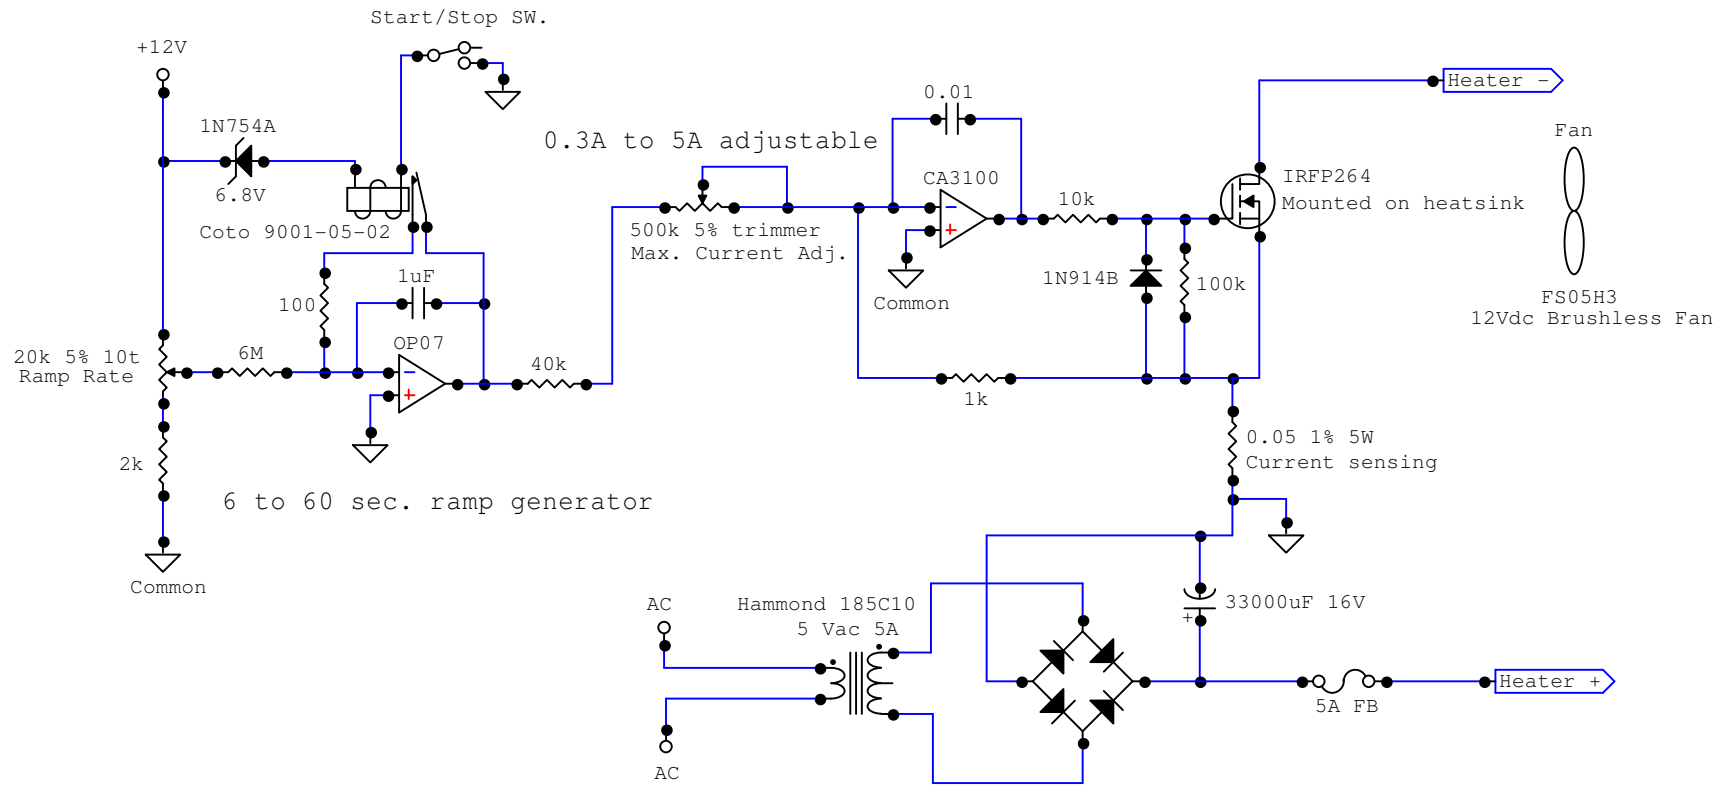 Start/Stop SW.
+12V
1N754A
6.8V
Coto 9001-05-02
100
1uF
20k 5% 10t
Ramp Rate
6M
OP07
- 
+
2k
Common
6 to 60 sec. ramp generator
40k
0.3A to 5A adjustable
500k 5% trimmer
Max. Current Adj.
0.01
CA3100
-
+
Common
10k
1N914B
100k
1k
IRFP264
Mounted on heatsink
Heater -
Fan
FS05H3
12Vdc Brushless Fan
0.05 1% 5W
Current sensing
AC
AC
Hammond 185C10
5 Vac 5A
33000uF 16V
+
5A FB
Heater +